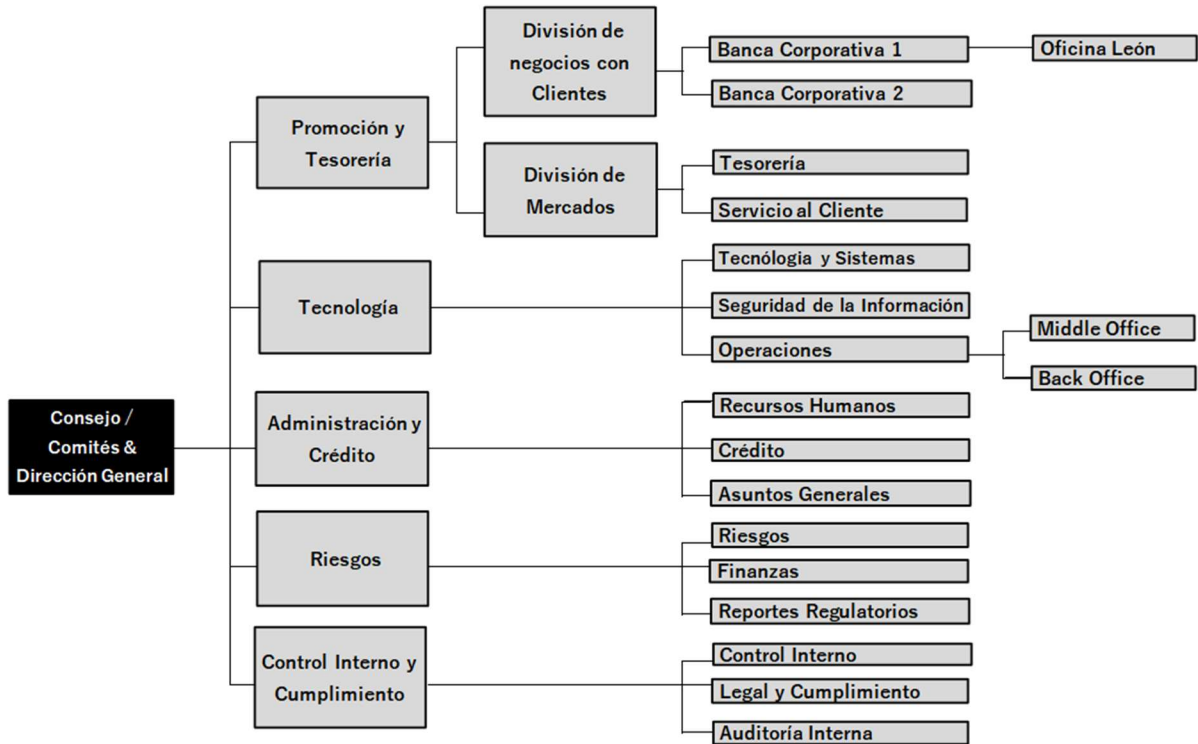 Consejo /
Comités &
Dirección General
Promoción y
Tesorería
División de
negocios con
Clientes
Banca Corporativa 1
Oficina León
Banca Corporativa 2
División de
Mercados
Tesorería
Servicio al Cliente
Tecnología
Tecnólogia y Sistemas
Seguridad de la Información
Operaciones
Middle Office
Back Office
Administración y
Crédito
Recursos Humanos
Crédito
Asuntos Generales
Riesgos
Riesgos
Finanzas
Reportes Regulatorios
Control Interno y
Cumplimiento
Control Interno
Legal y Cumplimiento
Auditoría Interna